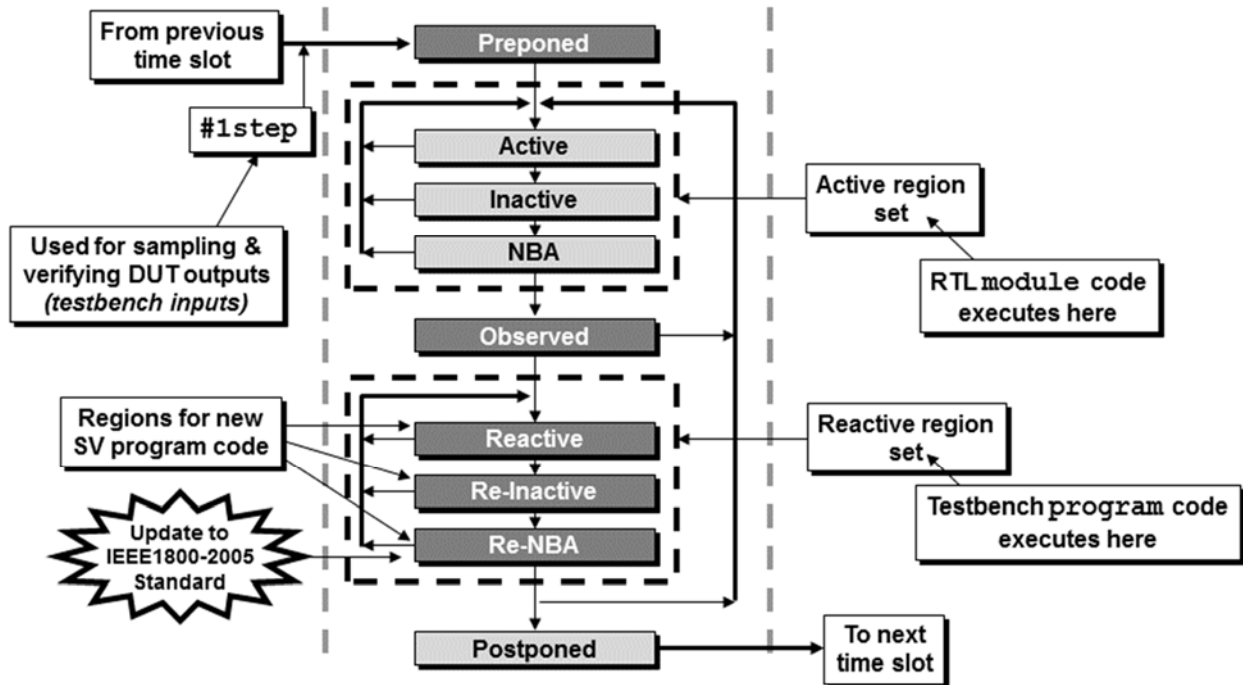 From previous
time slot
Preponed
#1step
Active
Inactive
NBA
Active region
set
Used for sampling &
verifying DUT outputs
(testbench inputs)
RTL module code
executes here
Observed
Regions for new
SV program code
Reactive
Re-Inactive
Re-NBA
Reactive region
set
Testbench program code
executes here
Update to
IEEE1800-2005
Standard
Postponed
To next
time slot